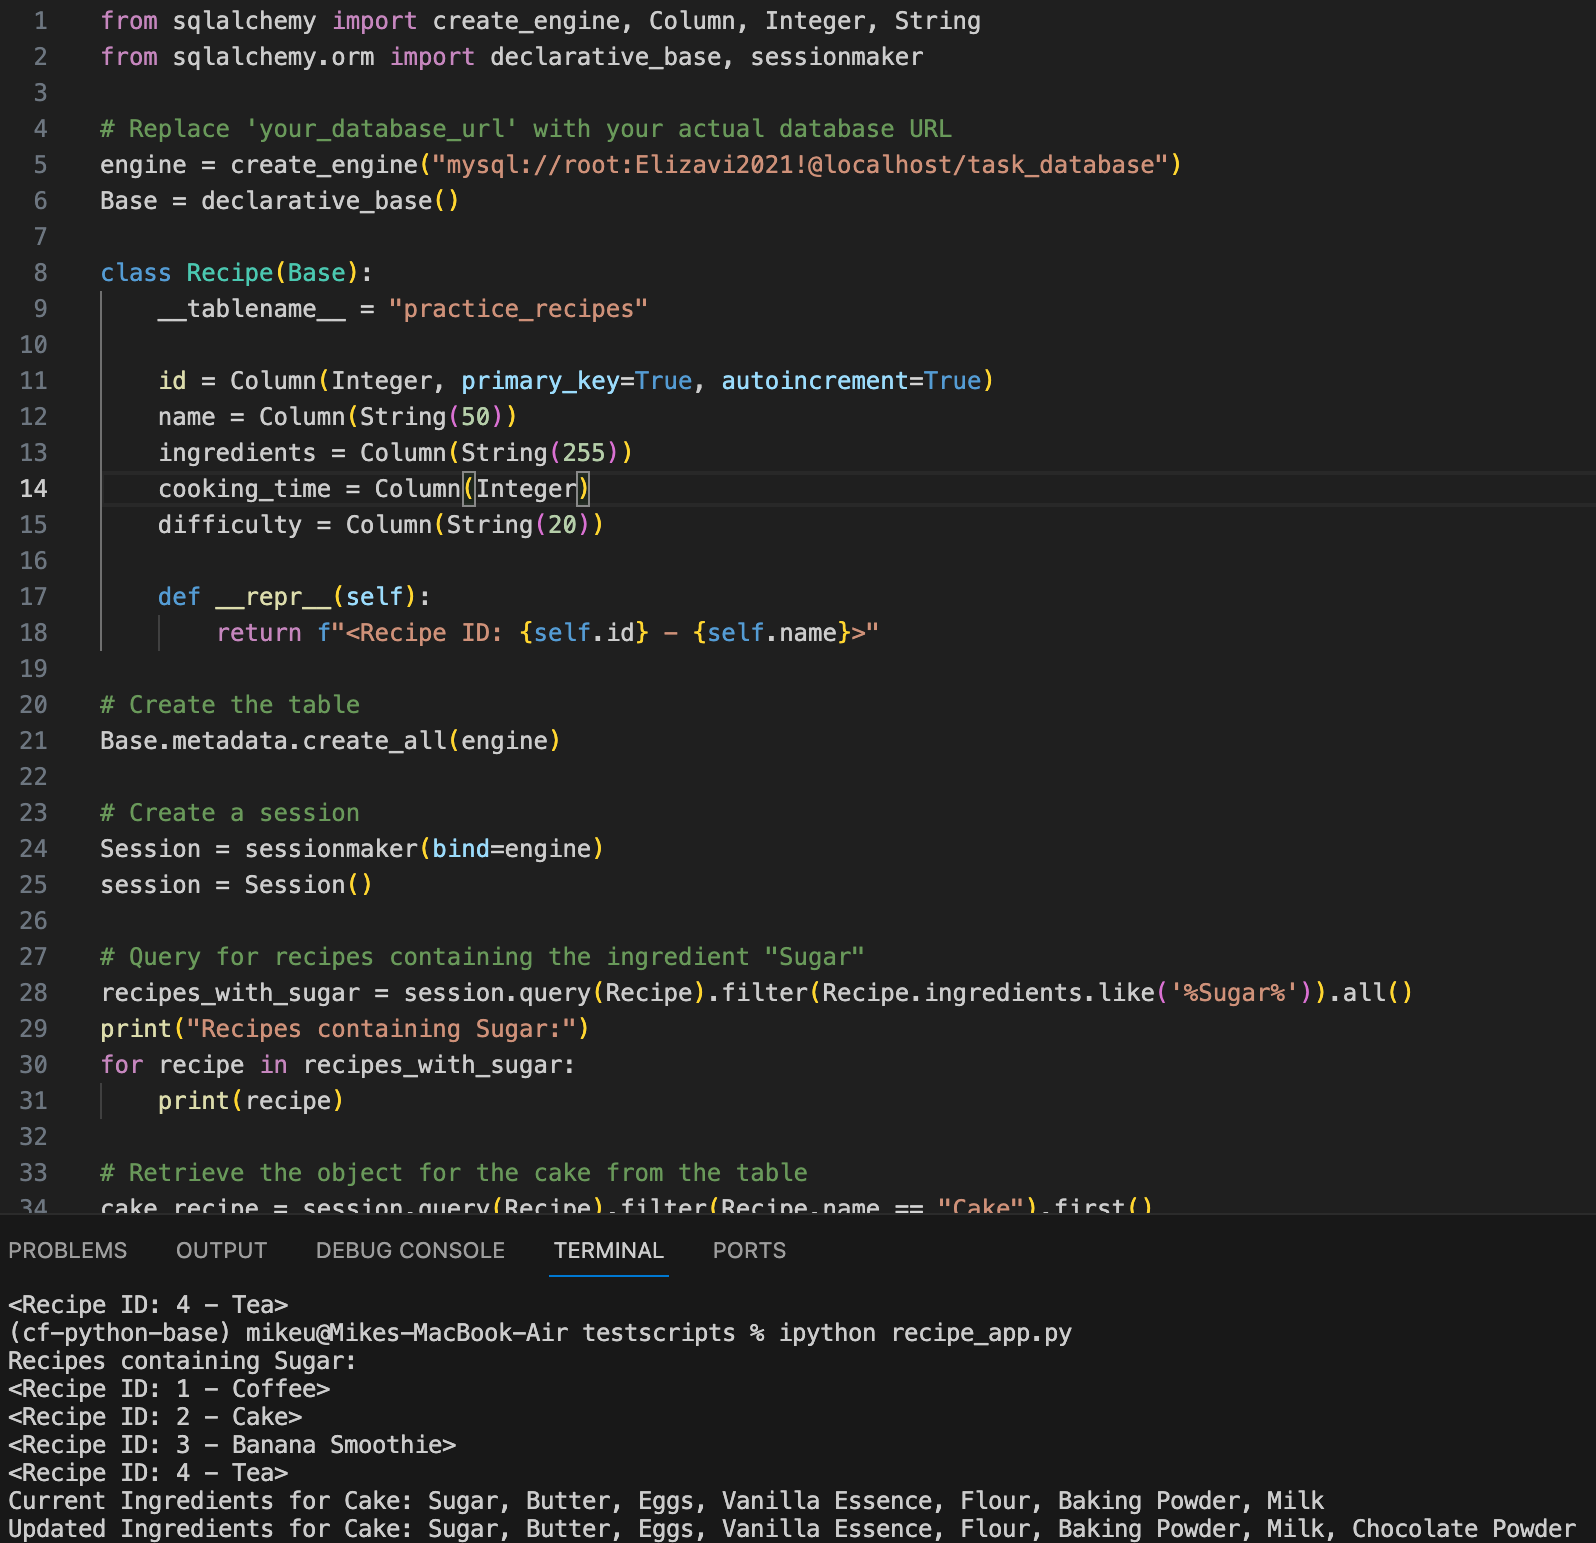 1 from sqlalchemy import create_engine, Column, Integer, String
2 from sqlalchemy.orm import declarative_base, sessionmaker
3
4 # Replace 'your_database_url' with your actual database URL
5 engine = create_engine("mysql://root:Elizavi2021!@localhost/task_database")
6 Base = declarative_base()
7
8 class Recipe(Base):
9     __tablename__ = "practice_recipes"
10
11     id = Column(Integer, primary_key=True, autoincrement=True)
12     name = Column(String(50))
13     ingredients = Column(String(255))
14     cooking_time = Column(Integer)
15     difficulty = Column(String(20))
16
17     def __repr__(self):
18         return f"<Recipe ID: {self.id} - {self.name}>"
19
20 # Create the table
21 Base.metadata.create_all(engine)
22
23 # Create a session
24 Session = sessionmaker(bind=engine)
25 session = Session()
26
27 # Query for recipes containing the ingredient "Sugar"
28 recipes_with_sugar = session.query(Recipe).filter(Recipe.ingredients.like('%Sugar%')).all()
29 print("Recipes containing Sugar:")
30 for recipe in recipes_with_sugar:
31     print(recipe)
32
33 # Retrieve the object for the cake from the table
34 cake_recipe = session.query(Recipe).filter(Recipe.name == "Cake").first()
PROBLEMS OUTPUT DEBUG CONSOLE TERMINAL PORTS
<Recipe ID: 4 - Tea>
(cf-python-base) mikeu@Mikes-MacBook-Air testscripts % ipython recipe_app.py
Recipes containing Sugar:
<Recipe ID: 1 - Coffee>
<Recipe ID: 2 - Cake>
<Recipe ID: 3 - Banana Smoothie>
<Recipe ID: 4 - Tea>
Current Ingredients for Cake: Sugar, Butter, Eggs, Vanilla Essence, Flour, Baking Powder, Milk
Updated Ingredients for Cake: Sugar, Butter, Eggs, Vanilla Essence, Flour, Baking Powder, Milk, Chocolate Powder